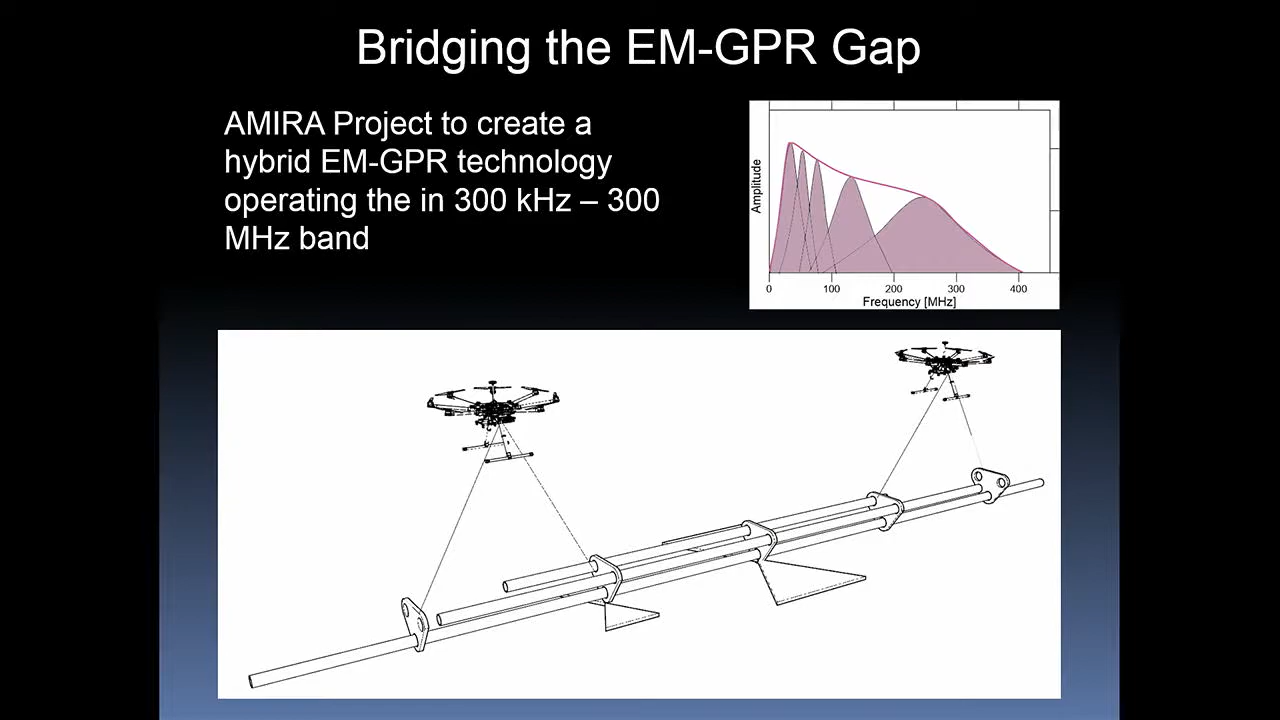 Bridging the EM-GPR Gap
AMIRA Project to create a
hybrid EM-GPR technology
operating the in 300 kHz – 300
MHz band
Amplitude
0 100 200 300 400
Frequency [MHz]